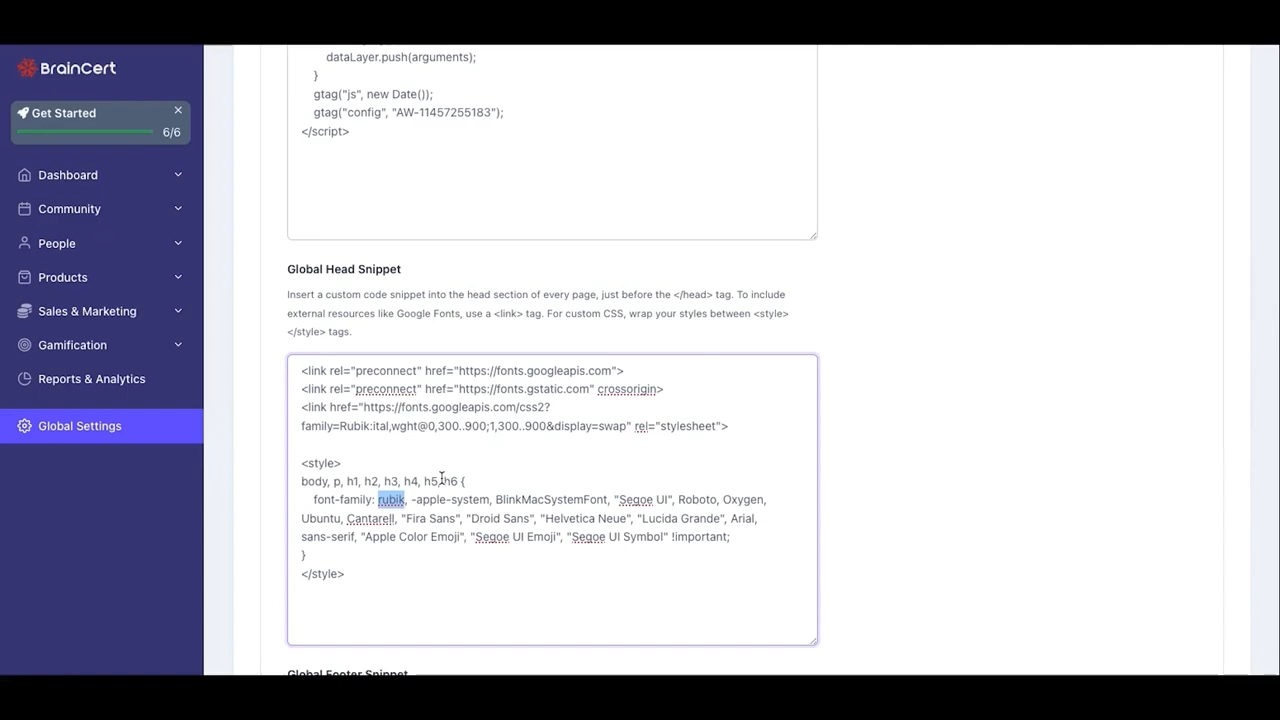 BrainCert
Get Started
6/6
Dashboard
Community
People
Products
Sales & Marketing
Gamification
Reports & Analytics
Global Settings
dataLayer.push(arguments);
}
gtag("js", new Date());
gtag("config", "AW-11457255183");
</script>
Global Head Snippet
Insert a custom code snippet into the head section of every page, just before the </head> tag. To include
external resources like Google Fonts, use a <link> tag. For custom CSS, wrap your styles between <style>
</style> tags.
<link rel="preconnect" href="https://fonts.googleapis.com">
<link rel="preconnect" href="https://fonts.gstatic.com" crossorigin>
<link href="https://fonts.googleapis.com/css2?
family=Rubik:ital,wght@0,300..900;1,300..900&display=swap" rel="stylesheet">
<style>
body, p, h1, h2, h3, h4, h5,h6 {
font-family: rubik, -apple-system, BlinkMacSystemFont, "Segoe UI", Roboto, Oxygen,
Ubuntu, Cantarell, "Fira Sans", "Droid Sans", "Helvetica Neue", "Lucida Grande", Arial,
sans-serif, "Apple Color Emoji", "Segoe UI Emoji", "Segoe UI Symbol" !important;
}
</style>
Global Footer Snippet